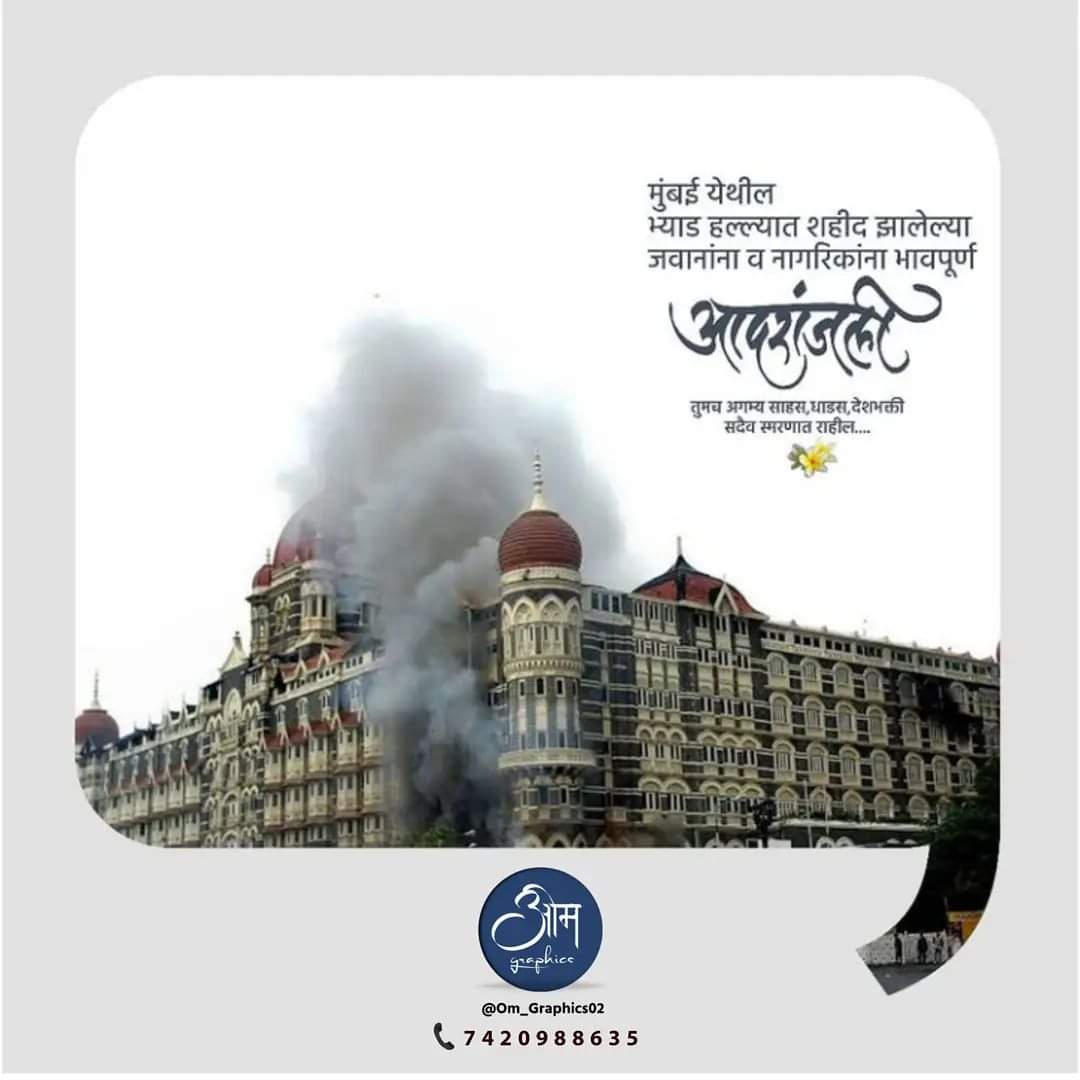 मुंबई येथील
भ्याड हल्ल्यात शहीद झालेल्या
जवानांना व नागरिकांना भावपूर्ण
आदरांजली
तुमच अगम्य साहस,धाडस,देशभक्ती
सदैव स्मरणात राहील....
ओम
graphics
@Om_Graphics02
7420988635